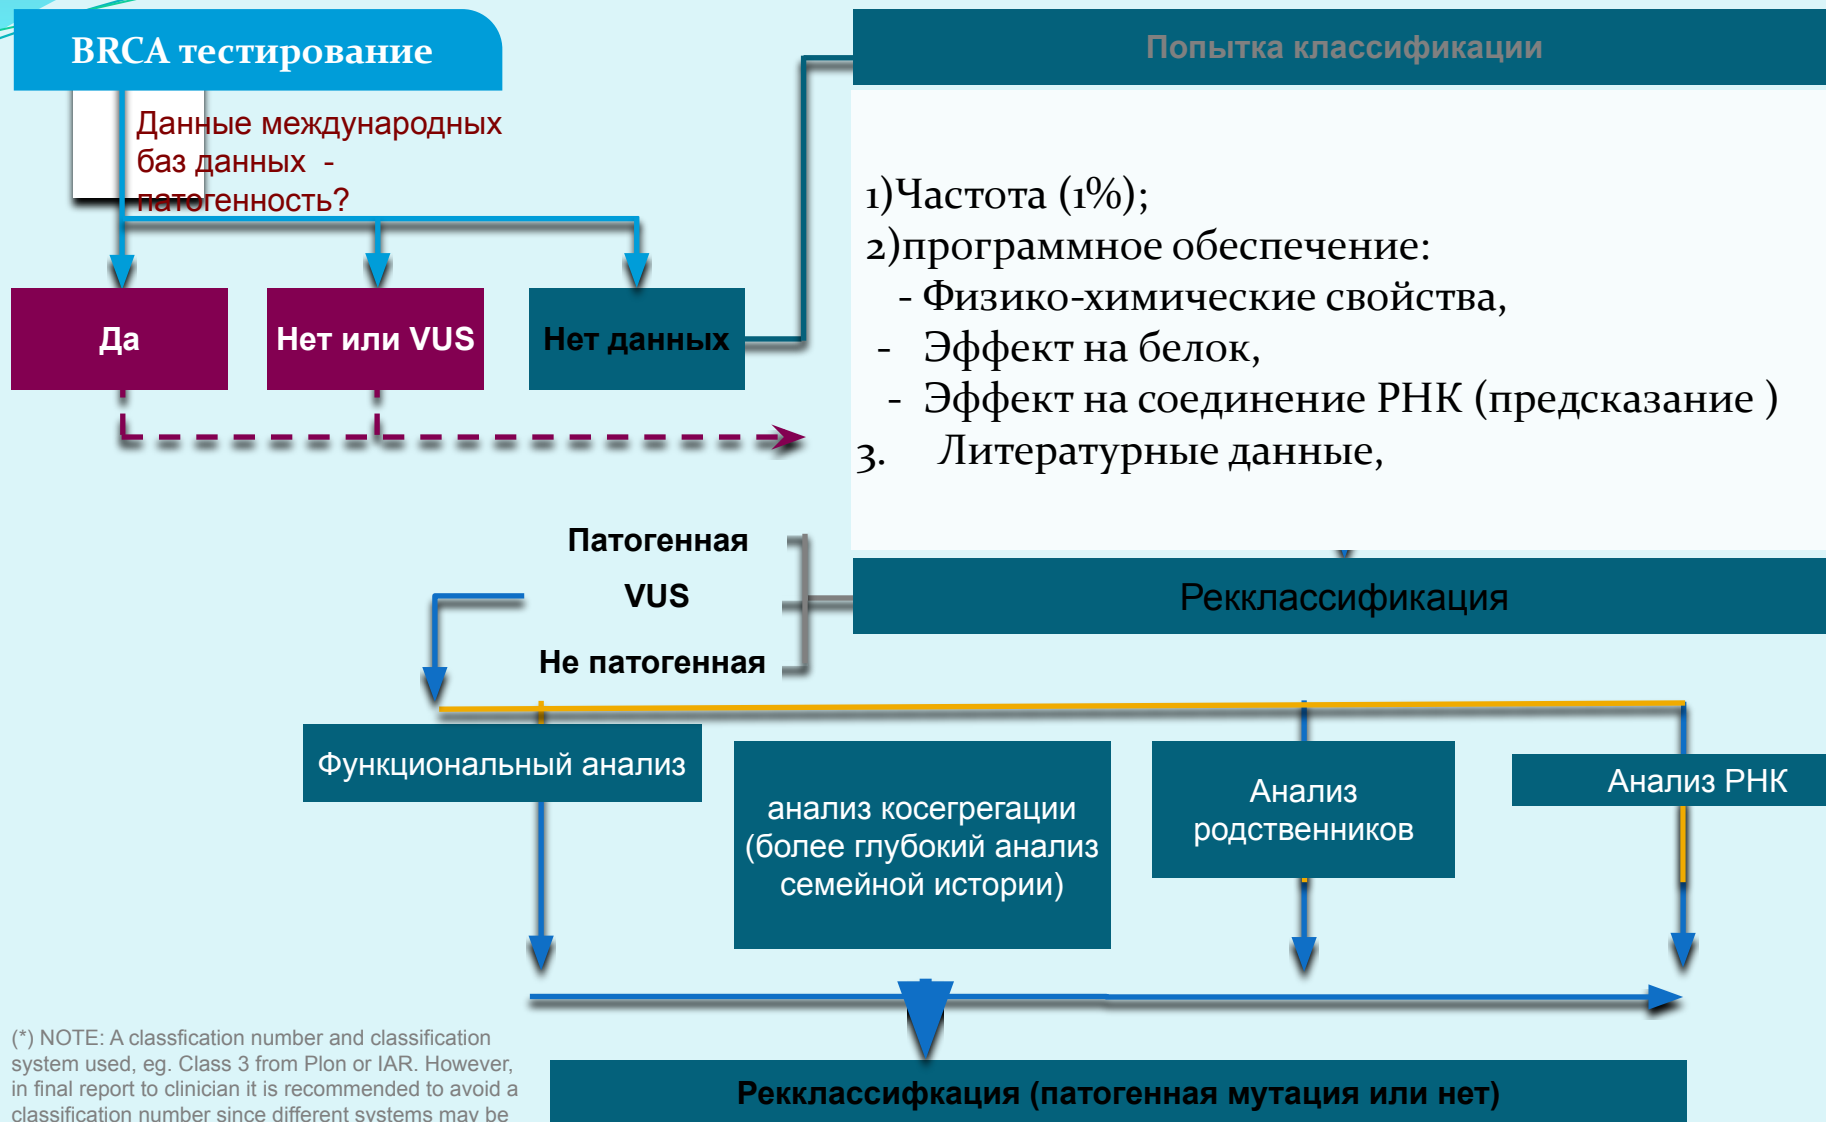 BRCA тестирование
Данные международных
баз данных -
патогенность?
Да
Нет или VUS
Нет данных
Попытка классификации
1)Частота (1%);
2)программное обеспечение:
- Физико-химические свойства,
- Эффект на белок,
- Эффект на соединение РНК (предсказание )
3. Литературные данные,
Патогенная
VUS
Не патогенная
Реккласcификация
Функциональный анализ
анализ косегрегации
(более глубокий анализ
семейной истории)
Анализ
родственников
Анализ РНК
(*) NOTE: A classfication number and classification
system used, eg. Class 3 from Plon or IAR. However,
in final report to clinician it is recommended to avoid a
classification number since different systems may be
Реккласcифкация (патогенная мутация или нет)